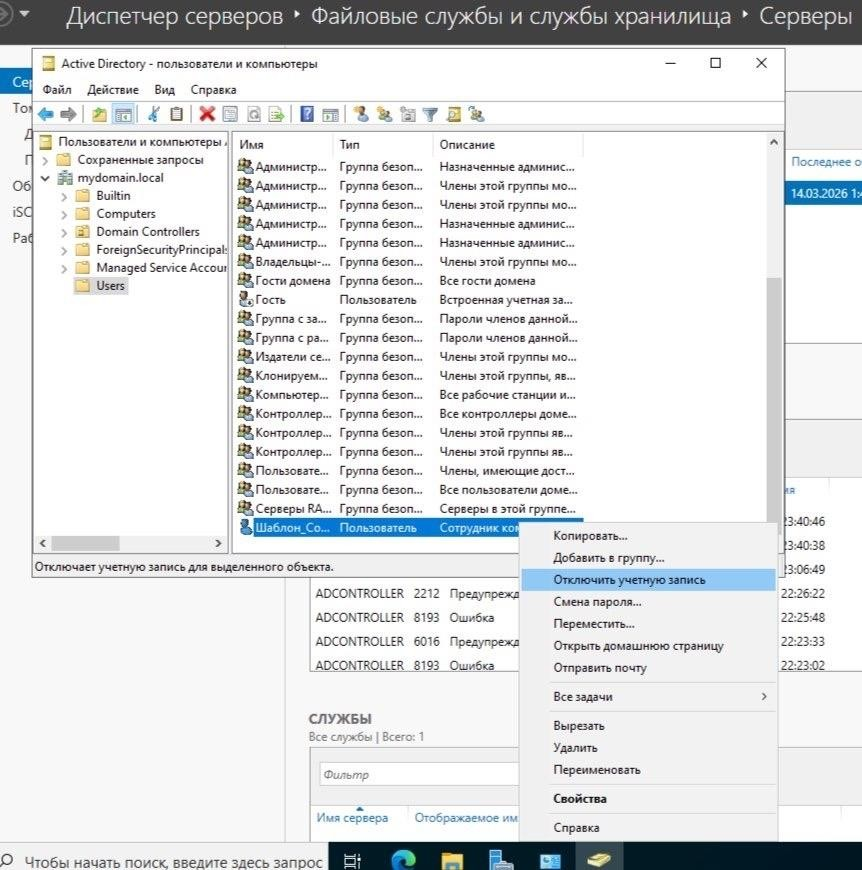 Диспетчер серверов ‣ Файловые службы и службы хранилища ‣ Серверы
Active Directory - пользователи и компьютеры
Файл Действие Вид Справка
Пользователи и компьютеры
Сохраненные запросы
mydomain.local
Builtin
Computers
Domain Controllers
ForeignSecurityPrincipals
Managed Service Accour
Users
Имя Тип Описание
Администр... Группа безоп... Назначенные админис...
Администр... Группа безоп... Члены этой группы мо...
Администр... Группа безоп... Члены этой группы мо...
Администр... Группа безоп... Назначенные админис...
Администр... Группа безоп... Назначенные админис...
Владельцы-... Группа безоп... Члены этой группы мо...
Гости домена Группа безоп... Все гости домена
Гость Пользователь Встроенная учетная за...
Группа с за... Группа безоп... Пароли членов данной...
Группа с ра... Группа безоп... Пароли членов данной...
Издатели се... Группа безоп... Члены этой группы мо...
Клонируем... Группа безоп... Члены этой группы, яв...
Компьютер... Группа безоп... Все рабочие станции и...
Контроллер... Группа безоп... Все контроллеры доме...
Контроллер... Группа безоп... Члены этой группы яв...
Контроллер... Группа безоп... Члены этой группы яв...
Пользовате... Группа безоп... Члены, имеющие дост...
Пользовате... Группа безоп... Все пользователи доме...
Серверы RA... Группа безоп... Серверы в этой группе...
Шаблон_Со... Пользователь Сотрудник ком
Отключает учетную запись для выделенного объекта.
Копировать...
Добавить в группу...
Отключить учетную запись
Смена пароля...
Переместить...
Открыть домашнюю страницу
Отправить почту
Все задачи
Вырезать
Удалить
Переименовать
Свойства
Справка
Сер
Том
Д
П
Об
iSC
Раб
Последнее о
14.03.2026 1:4
ия
23:40:46
23:40:38
23:06:49
ADCONTROLLER 2212 Предупрежд 22:26:22
ADCONTROLLER 8193 Ошибка 22:25:48
ADCONTROLLER 6016 Предупрежд 22:23:33
ADCONTROLLER 8193 Ошибка 22:23:02
СЛУЖБЫ
Все службы | Всего: 1
Фильтр
Имя сервера Отображаемое им
Чтобы начать поиск, введите здесь запрос